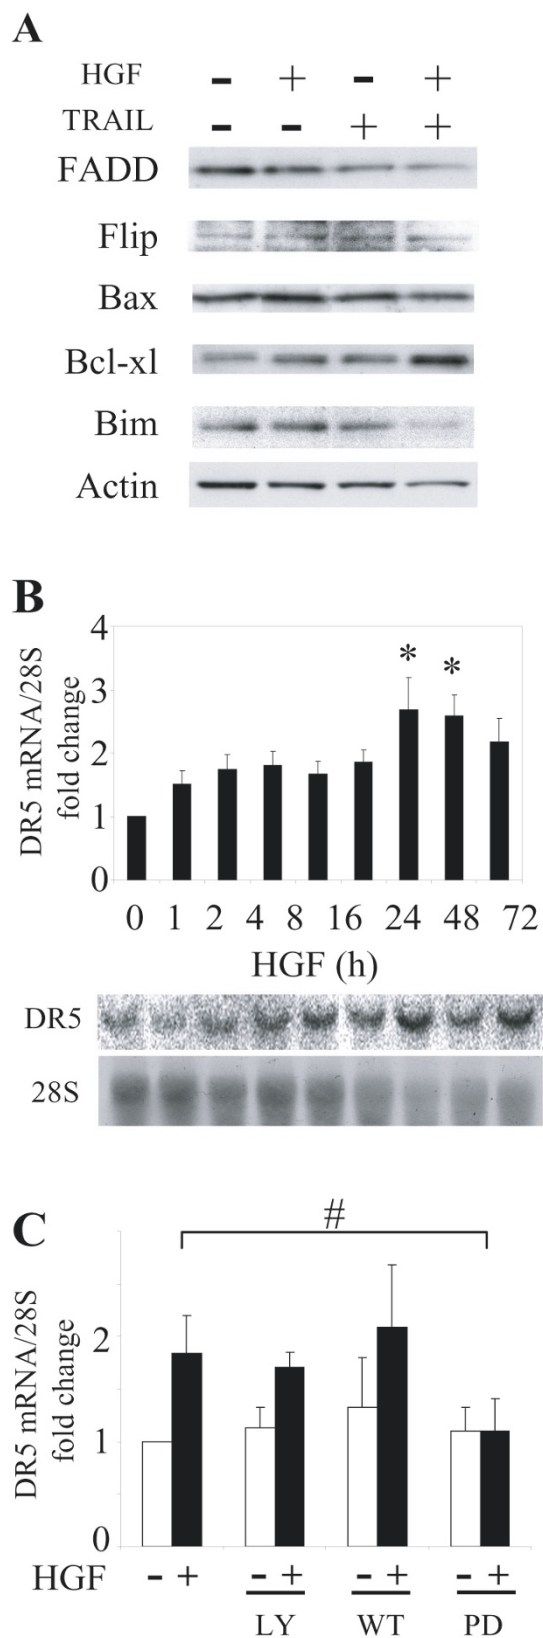 A
HGF - + - +
TRAIL - - + +
FADD
Flip
Bax
Bcl-xl
Bim
Actin
B
DR5 mRNA/28S
fold change
4
3
2
1
0
* *
0 1 2 4 8 16 24 48 72
HGF (h)
DR5
28S
C
#
DR5 mRNA/28S
fold change
2
1
0
HGF - + - + - + - +
LY WT PD